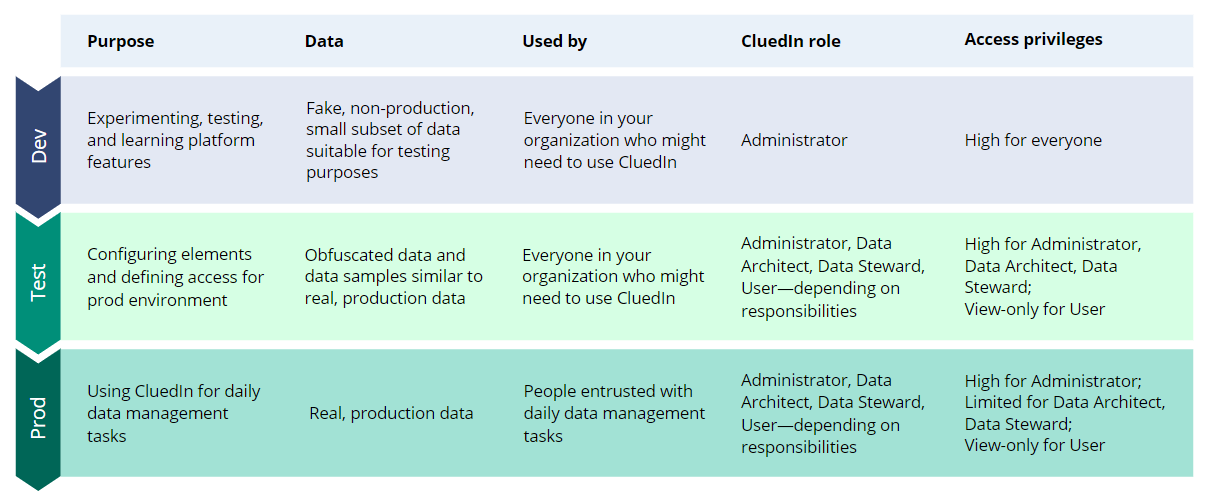 Purpose
Data
Used by
CluedIn role
Access privileges
Dev
Experimenting, testing,
and learning platform
features
Fake, non-production,
small subset of data
suitable for testing
purposes
Everyone in your
organization who might
need to use CluedIn
Administrator
High for everyone
Test
Configuring elements
and defining access for
prod environment
Obfuscated data and
data samples similar to
real, production data
Everyone in your
organization who might
need to use CluedIn
Administrator, Data
Architect, Data Steward,
User—depending on
responsibilities
High for Administrator,
Data Architect, Data
Steward;
View-only for User
Prod
Using CluedIn for daily
data management
tasks
Real, production data
People entrusted with
daily data management
tasks
Administrator, Data
Architect, Data Steward,
User—depending on
responsibilities
High for Administrator;
Limited for Data Architect,
Data Steward;
View-only for User